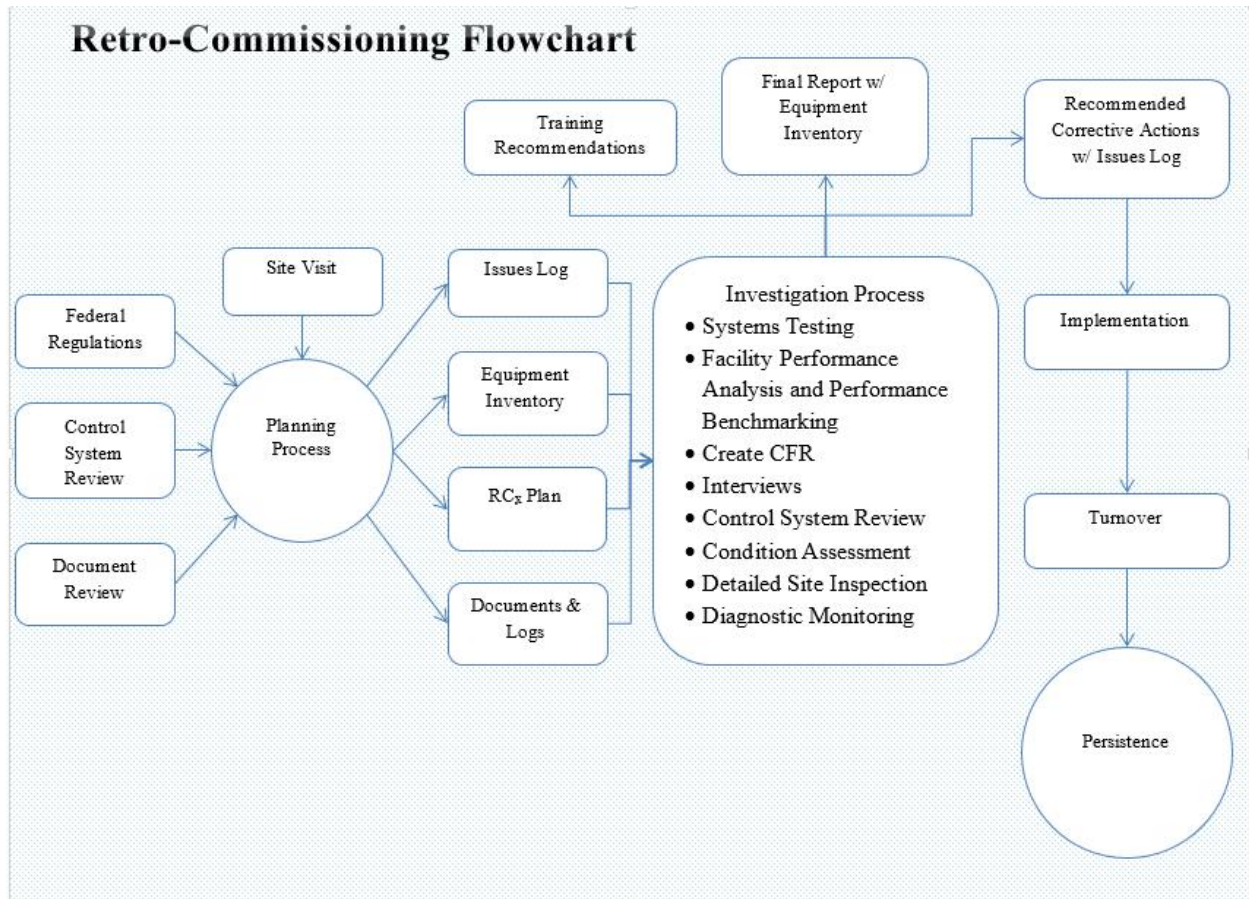 Retro-Commissioning Flowchart
Final Report w/
Equipment
Inventory
Recommended
Corrective Actions
w/ Issues Log
Training
Recommendations
Site Visit
Issues Log
Federal
Regulations
Control
System
Review
Document
Review
Planning
Process
Equipment
Inventory
RCx Plan
Documents &
Logs
Investigation Process
• Systems Testing
• Facility Performance
Analysis and Performance
Benchmarking
• Create CFR
• Interviews
• Control System Review
• Condition Assessment
• Detailed Site Inspection
• Diagnostic Monitoring
Implementation
Turnover
Persistence